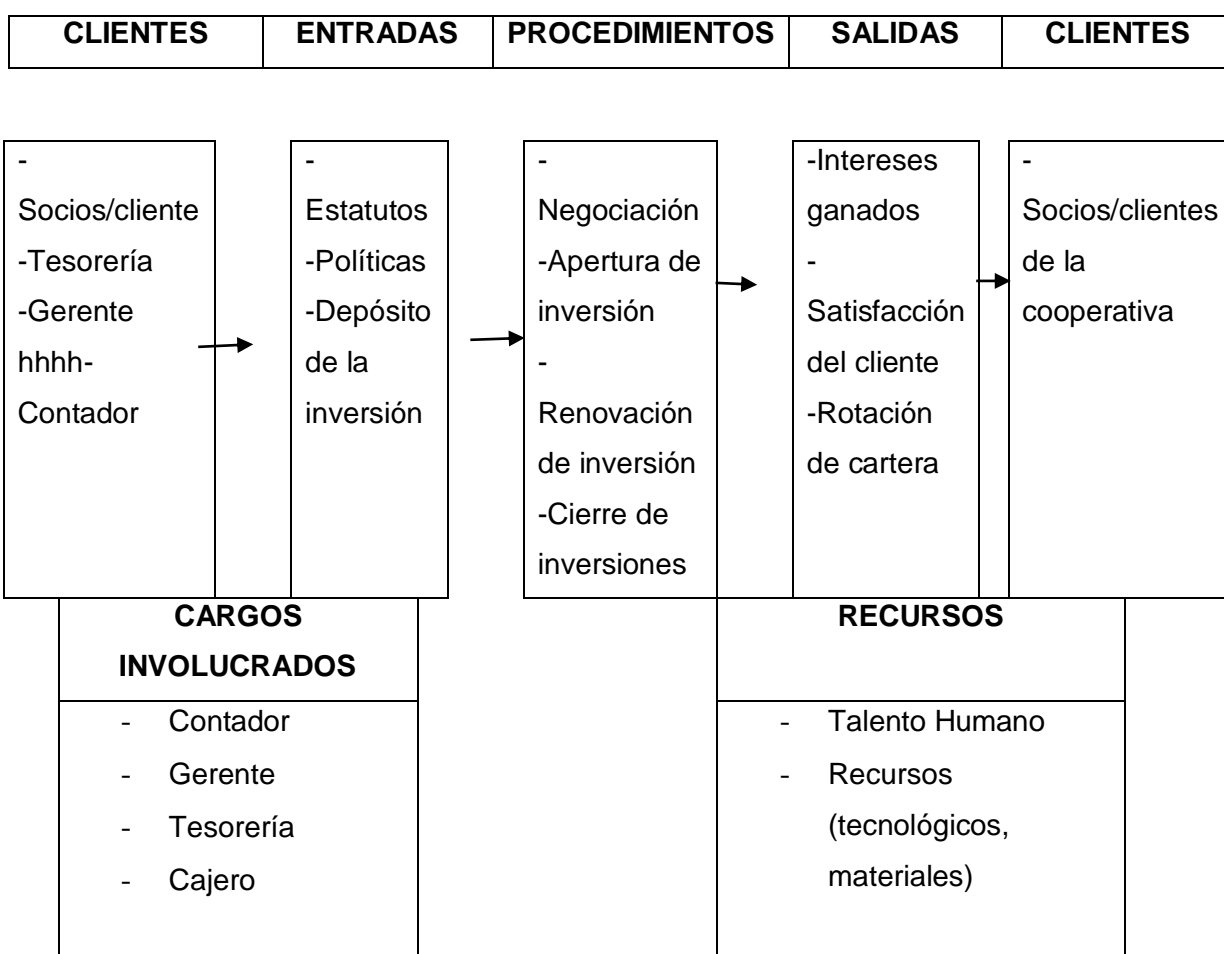 CLIENTES ENTRADAS PROCEDIMIENTOS SALIDAS CLIENTES
-
Socios/cliente
-Tesorería
-Gerente
hhhh-
Contador
-
Estatutos
-Políticas
-Depósito
de la
inversión
-
Negociación
-Apertura de
inversión
-
Renovación
de inversión
-Cierre de
inversiones
-Intereses
ganados
-
Satisfacción
del cliente
-Rotación
de cartera
-
Socios/clientes
de la
cooperativa
CARGOS
INVOLUCRADOS
- Contador
- Gerente
- Tesorería
- Cajero
RECURSOS
- Talento Humano
- Recursos
(tecnológicos,
materiales)